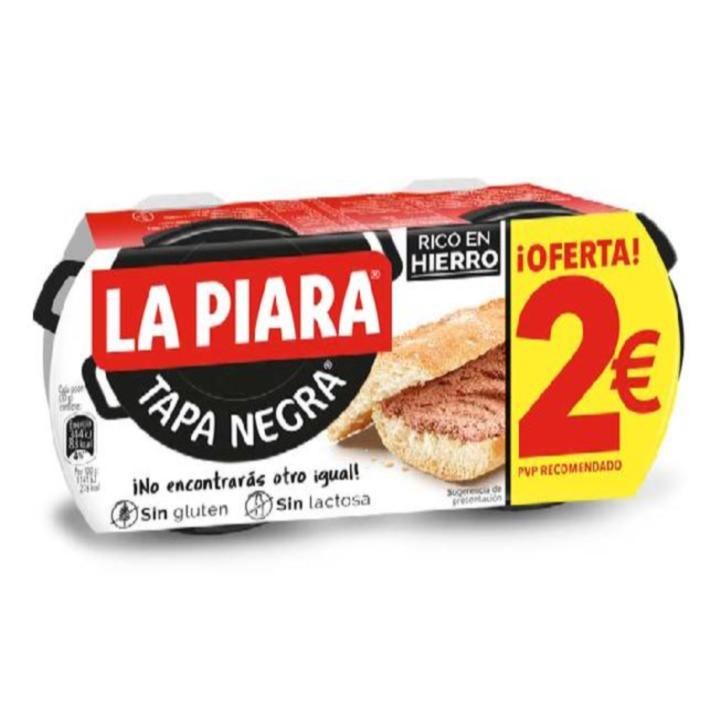 RICO EN
HIERRO
¡OFERTA!
2€
PVP RECOMENDADO
LA PIARA®
TAPA NEGRA®
¡No encontrarás otro igual!
Sin gluten
Sin lactosa
Sugerencia de
presentación
Energía